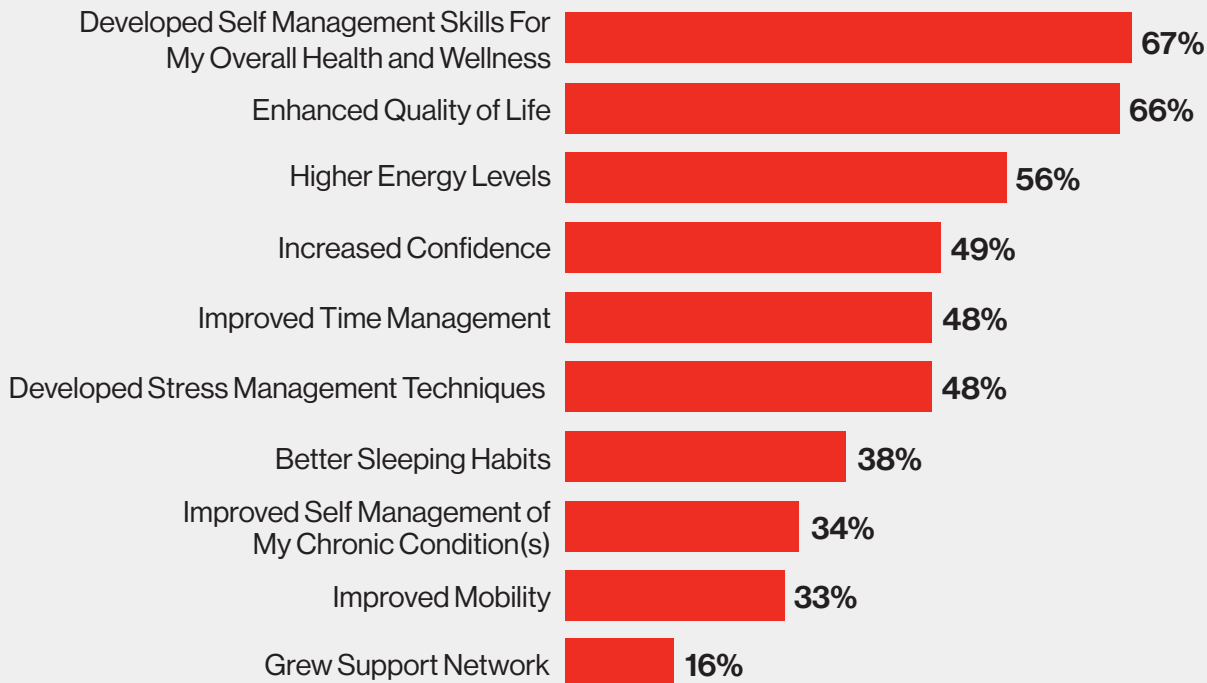 Developed Self Management Skills For
My Overall Health and Wellness
67%
Enhanced Quality of Life
66%
Higher Energy Levels
56%
Increased Confidence
49%
Improved Time Management
48%
Developed Stress Management Techniques
48%
Better Sleeping Habits
38%
Improved Self Management of
My Chronic Condition(s)
34%
Improved Mobility
33%
Grew Support Network
16%